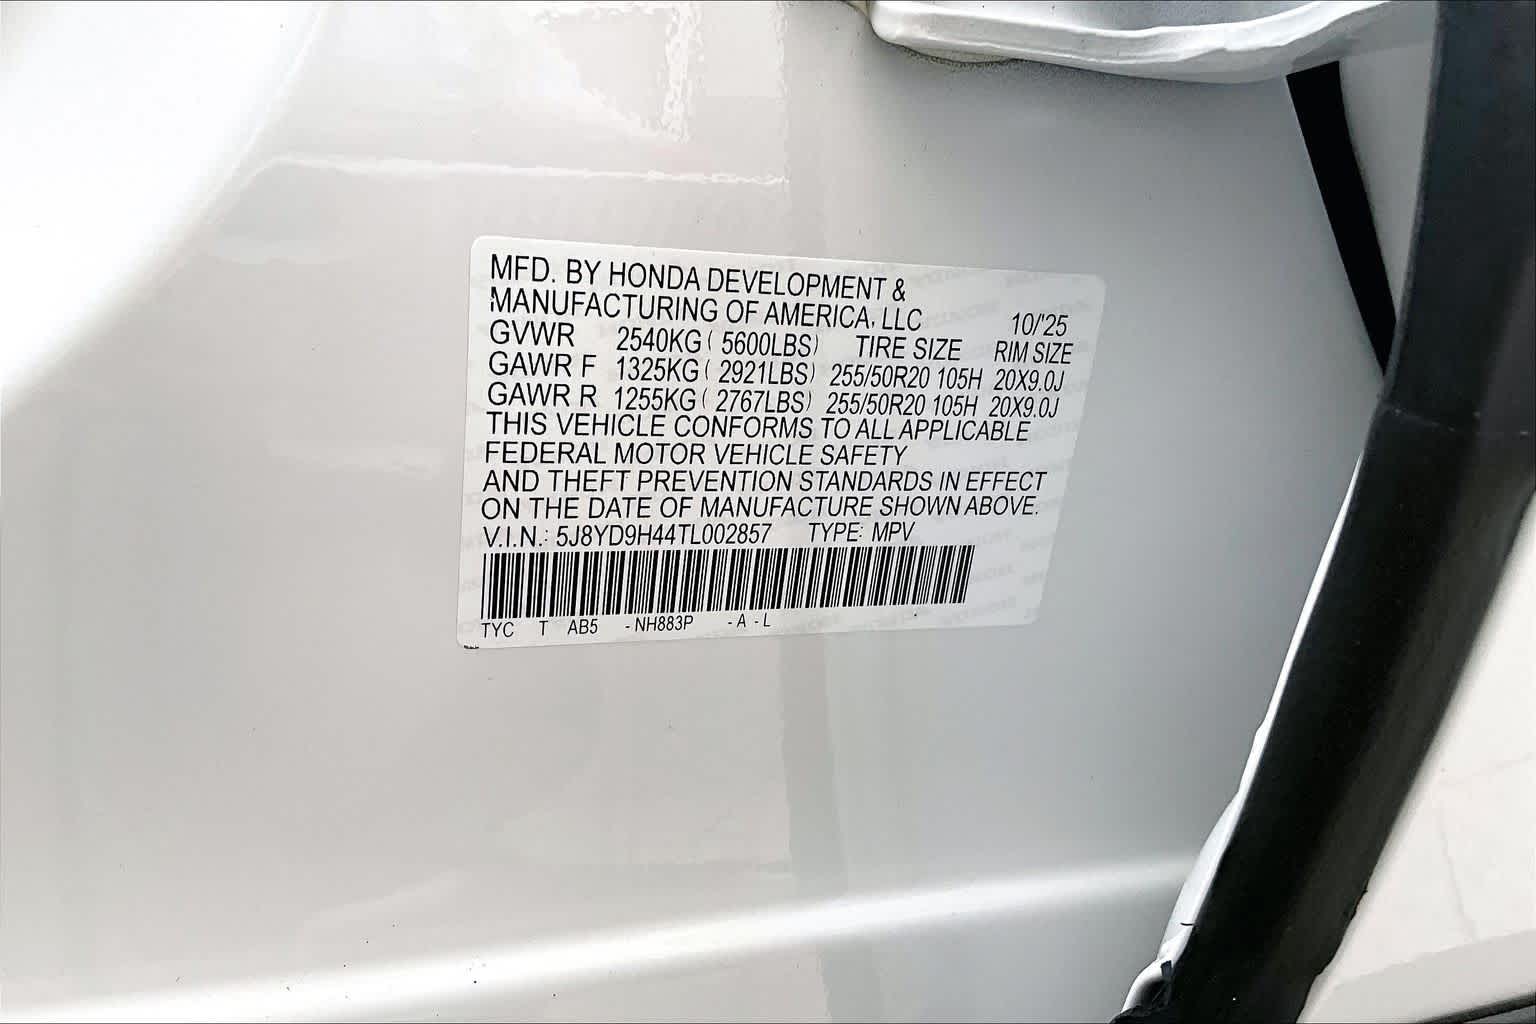 MFD. BY HONDA DEVELOPMENT &
MANUFACTURING OF AMERICA, LLC 10/'25
GVWR 2540KG ( 5600LBS) TIRE SIZE RIM SIZE
GAWR F 1325KG ( 2921LBS) 255/50R20 105H 20X9.0J
GAWR R 1255KG ( 2767LBS) 255/50R20 105H 20X9.0J
THIS VEHICLE CONFORMS TO ALL APPLICABLE
FEDERAL MOTOR VEHICLE SAFETY
AND THEFT PREVENTION STANDARDS IN EFFECT
ON THE DATE OF MANUFACTURE SHOWN ABOVE.
V.I.N.: 5J8YD9H44TL002857 TYPE: MPV
TYC T AB5 - NH883P - A - L